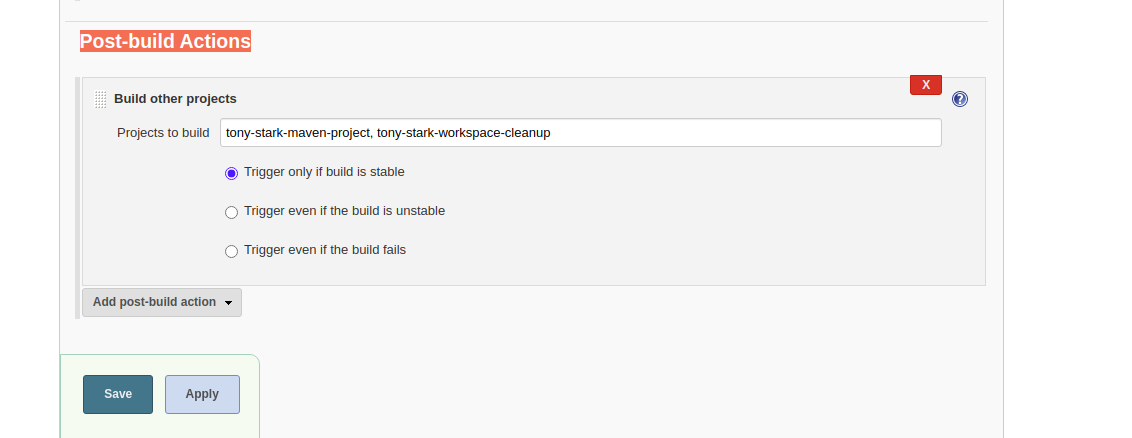 Post-build Actions
X
Build other projects
?
Projects to build
tony-stark-maven-project, tony-stark-workspace-cleanup
Trigger only if build is stable
Trigger even if the build is unstable
Trigger even if the build fails
Add post-build action
Save
Apply